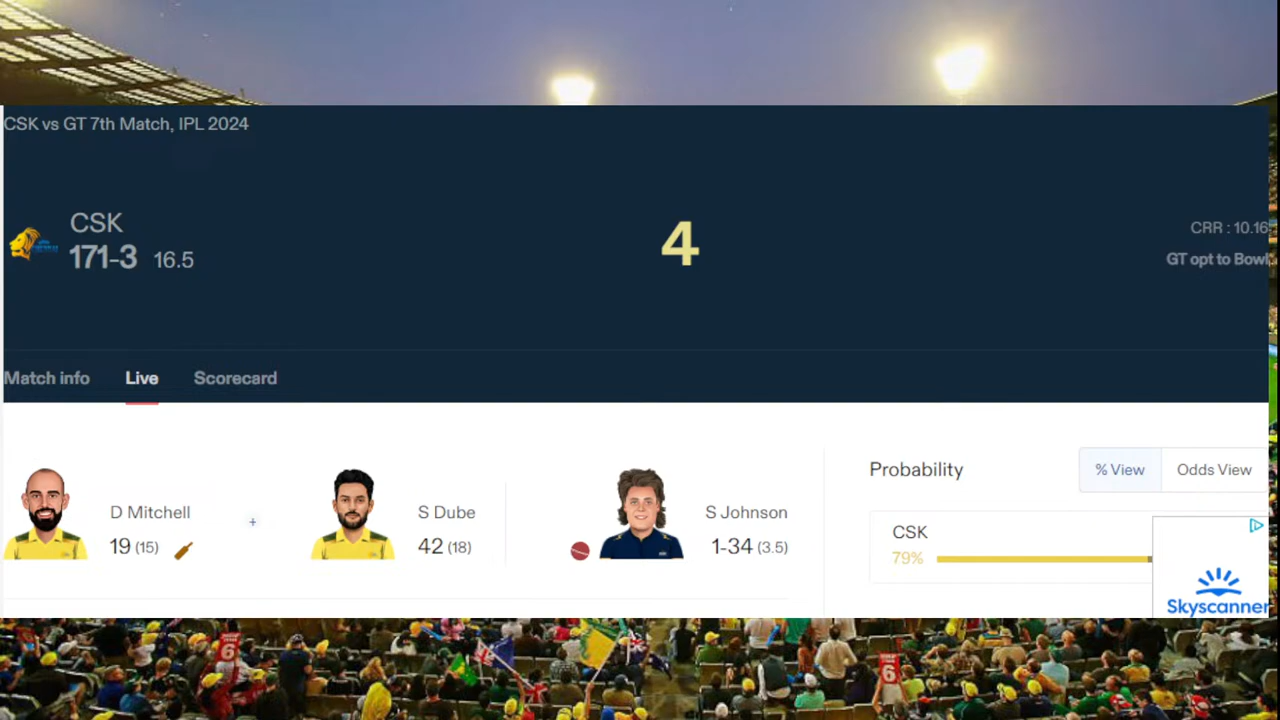 CSK vs GT 7th Match, IPL 2024
CSK
171-3 16.5
4
CRR : 10.16
GT opt to Bowl
Match info Live Scorecard
D Mitchell
19 (15)
+
S Dube
42 (18)
S Johnson
1-34 (3.5)
Probability
% View Odds View
CSK
79%
Skyscanner
6
6